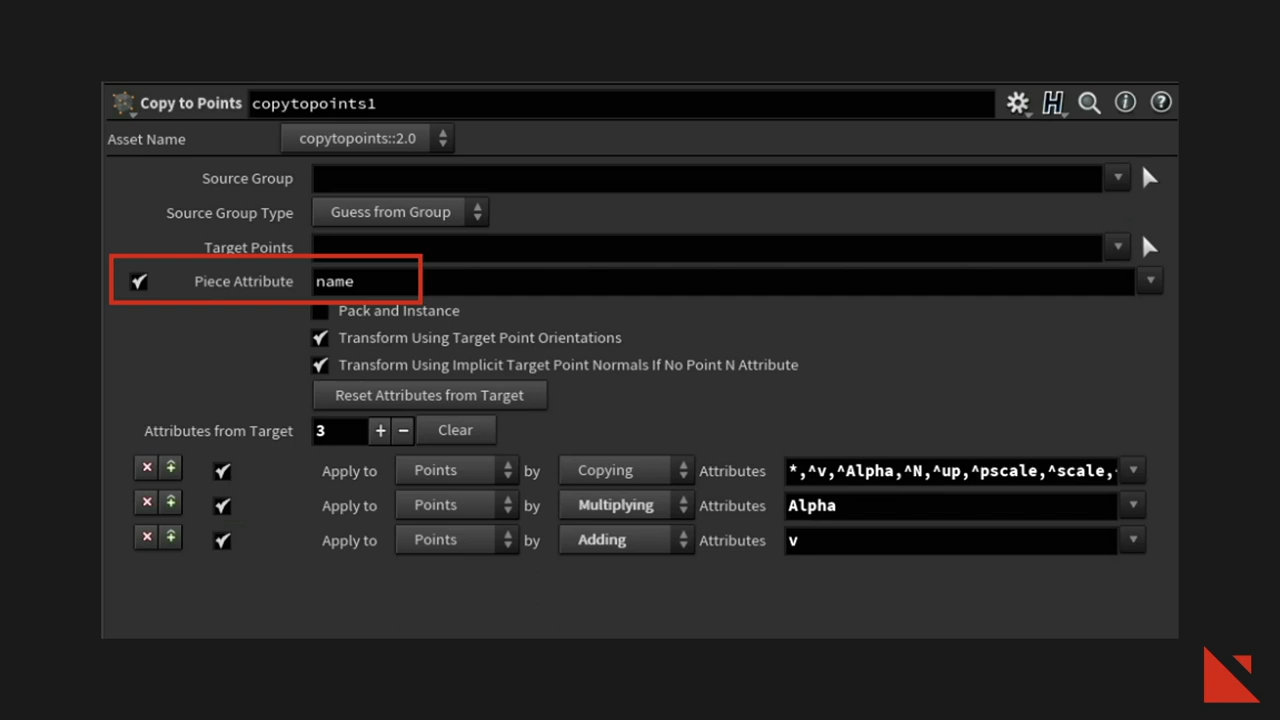 Copy to Points copytopoints1
Asset Name copytopoints::2.0
Source Group
Source Group Type Guess from Group
Target Points
Piece Attribute name
Pack and Instance
Transform Using Target Point Orientations
Transform Using Implicit Target Point Normals If No Point N Attribute
Reset Attributes from Target
Attributes from Target 3 + − Clear
Apply to Points by Copying Attributes *,^v,^Alpha,^N,^up,^pscale,^scale,
Apply to Points by Multiplying Attributes Alpha
Apply to Points by Adding Attributes v